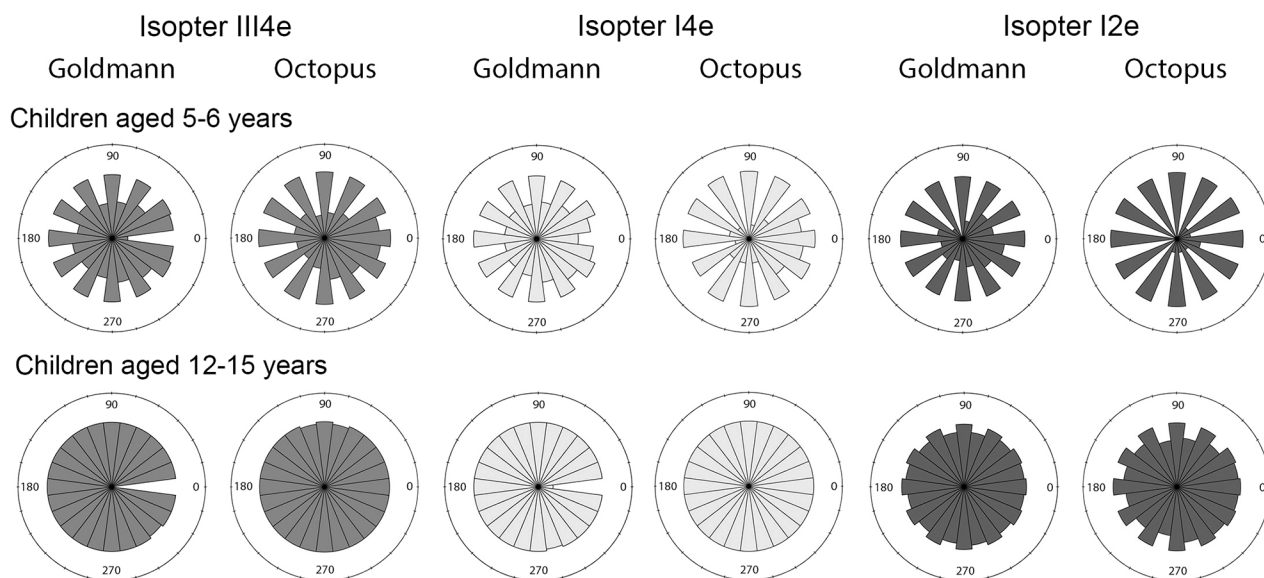 Isopter III4e Isopter I4e Isopter I2e
Goldmann Octopus Goldmann Octopus Goldmann Octopus
Children aged 5-6 years
90 90 90 90 90 90
180 0 180 0 180 0 180 0 180 0 180 0
270 270 270 270 270 270
Children aged 12-15 years
90 90 90 90 90 90
180 0 180 0 180 0 180 0 180 0 180 0
270 270 270 270 270 270